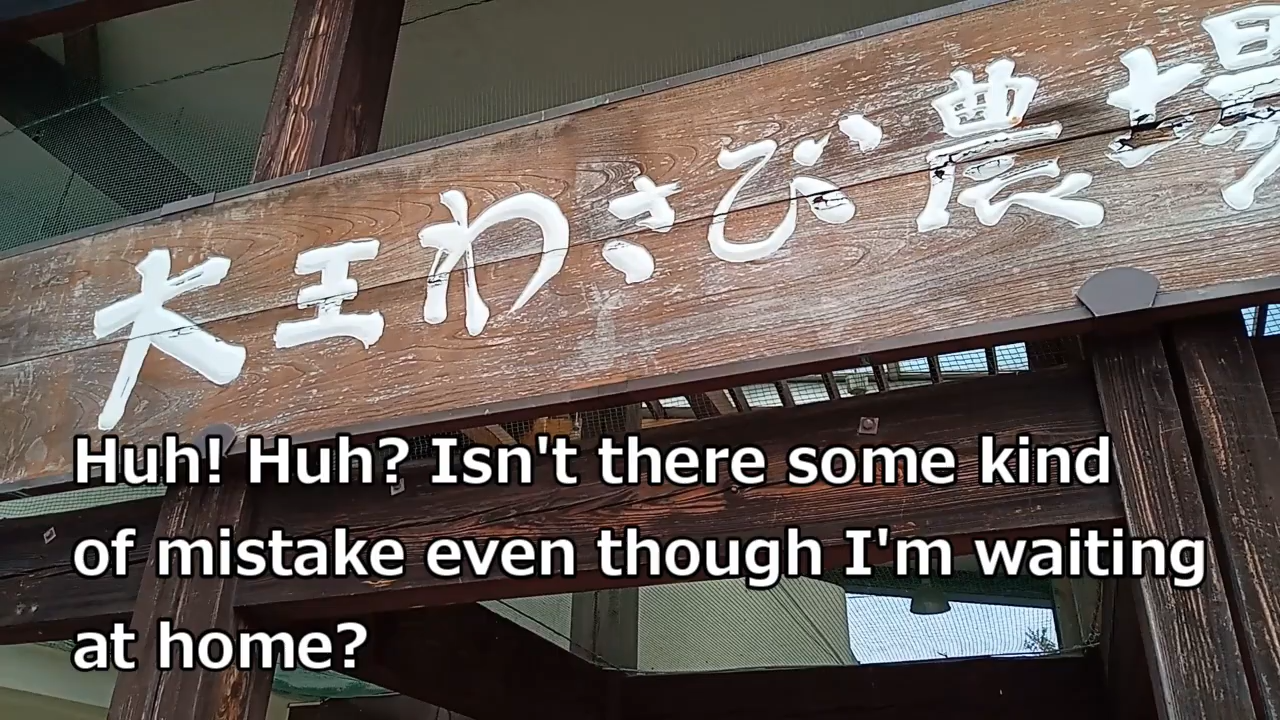 大王わさび農場
Huh! Huh? Isn't there some kind
of mistake even though I'm waiting
at home?